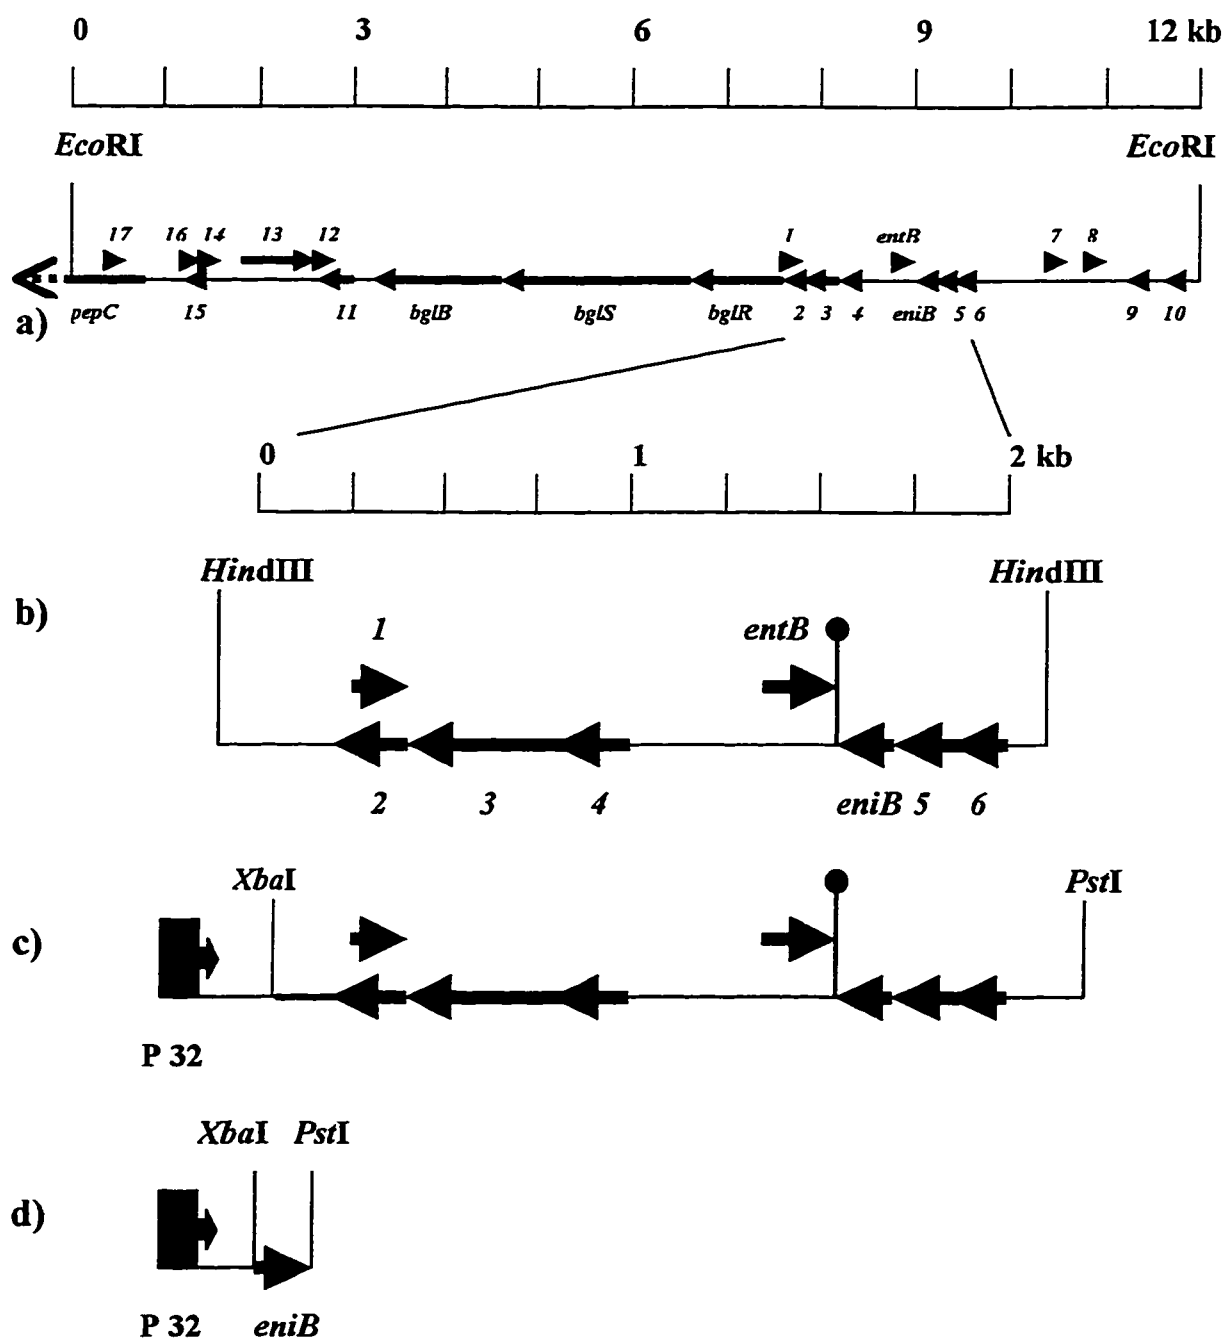 0 3 6 9 12 kb
EcoRI EcoRI
17 16 14 13 12 1 entB 7 8
a) pepC 15 11 bglB bglS bglR 2 3 4 eniB 5 6 9 10
0 1 2 kb
HindIII HindIII
b) 1 entB
2 3 4 eniB 5 6
XbaI PstI
c)
P 32
XbaI PstI
d)
P 32 eniB